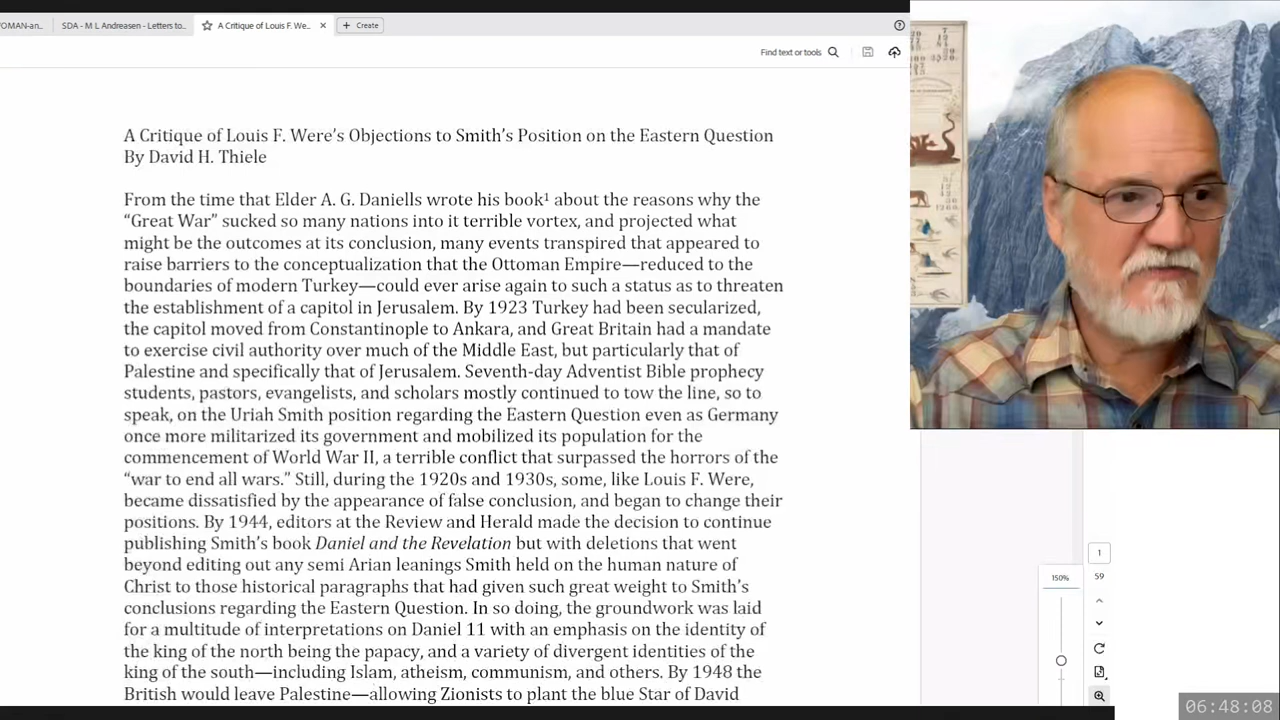 OMAN-an...
SDA - M L Andreasen - Letters to...
A Critique of Louis F. We...
Create
Find text or tools
A Critique of Louis F. Were's Objections to Smith's Position on the Eastern Question
By David H. Thiele
From the time that Elder A. G. Daniells wrote his book¹ about the reasons why the
“Great War” sucked so many nations into it terrible vortex, and projected what
might be the outcomes at its conclusion, many events transpired that appeared to
raise barriers to the conceptualization that the Ottoman Empire—reduced to the
boundaries of modern Turkey—could ever arise again to such a status as to threaten
the establishment of a capitol in Jerusalem. By 1923 Turkey had been secularized,
the capitol moved from Constantinople to Ankara, and Great Britain had a mandate
to exercise civil authority over much of the Middle East, but particularly that of
Palestine and specifically that of Jerusalem. Seventh-day Adventist Bible prophecy
students, pastors, evangelists, and scholars mostly continued to tow the line, so to
speak, on the Uriah Smith position regarding the Eastern Question even as Germany
once more militarized its government and mobilized its population for the
commencement of World War II, a terrible conflict that surpassed the horrors of the
“war to end all wars.” Still, during the 1920s and 1930s, some, like Louis F. Were,
became dissatisfied by the appearance of false conclusion, and began to change their
positions. By 1944, editors at the Review and Herald made the decision to continue
publishing Smith's book Daniel and the Revelation but with deletions that went
beyond editing out any semi Arian leanings Smith held on the human nature of
Christ to those historical paragraphs that had given such great weight to Smith's
conclusions regarding the Eastern Question. In so doing, the groundwork was laid
for a multitude of interpretations on Daniel 11 with an emphasis on the identity of
the king of the north being the papacy, and a variety of divergent identities of the
king of the south—including Islam, atheism, communism, and others. By 1948 the
British would leave Palestine—allowing Zionists to plant the blue Star of David
1
150%
59
06:48:08